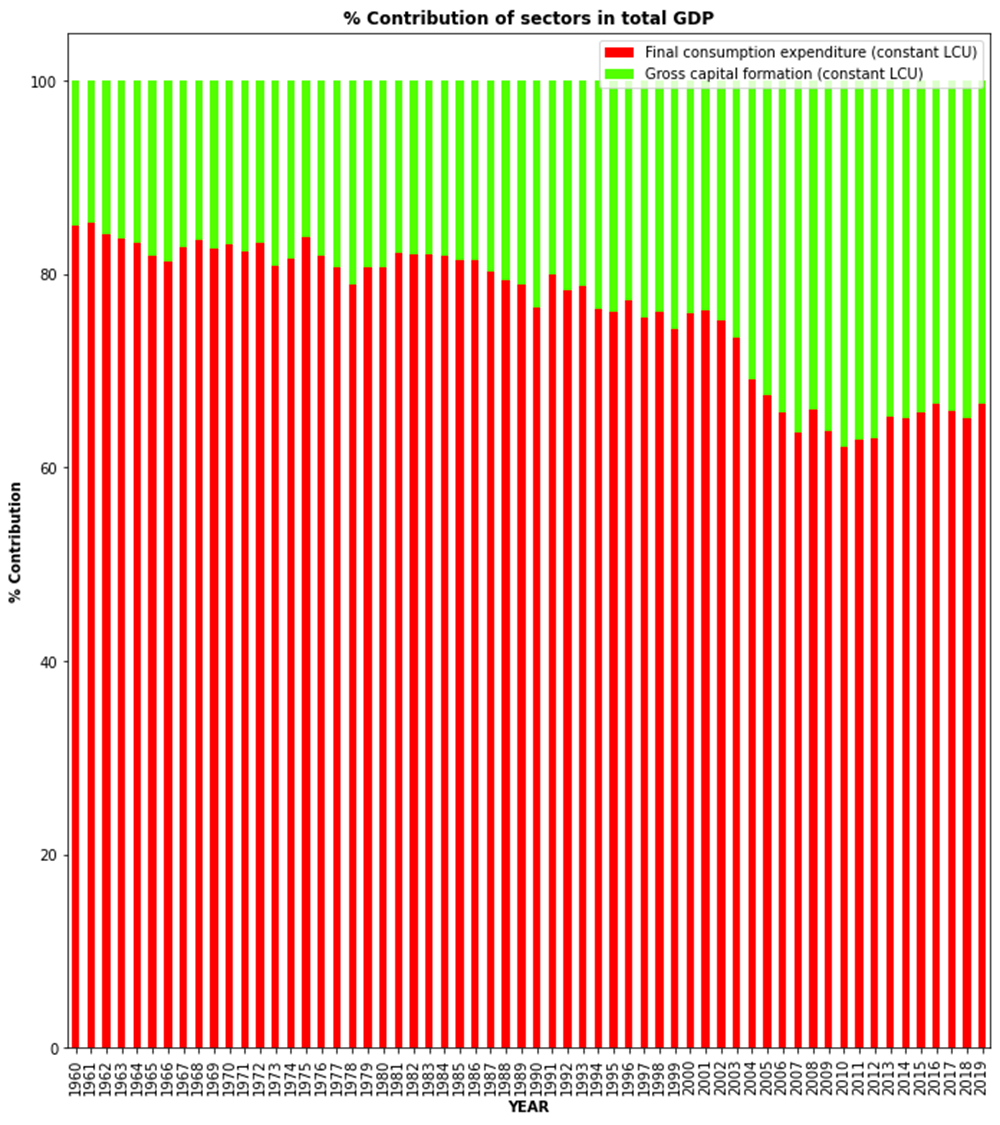 % Contribution of sectors in total GDP
Final consumption expenditure (constant LCU)
Gross capital formation (constant LCU)
100
80
60
40
20
0
% Contribution
1960 1961 1962 1963 1964 1965 1966 1967 1968 1969 1970 1971 1972 1973 1974 1975 1976 1977 1978 1979 1980 1981 1982 1983 1984 1985 1986 1987 1988 1989 1990 1991 1992 1993 1994 1995 1996 1997 1998 1999 2000 2001 2002 2003 2004 2005 2006 2007 2008 2009 2010 2011 2012 2013 2014 2015 2016 2017 2018 2019
YEAR